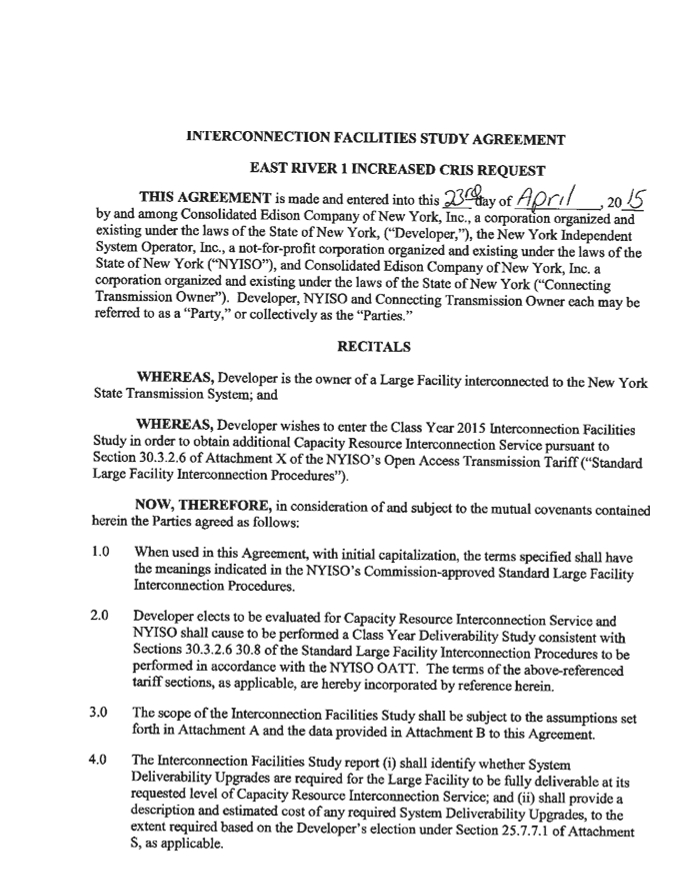 INTERCONNECTION FACILITIES STUDY AGREEMENT
EAST RIVER 1 INCREASED CRIS REQUEST
THIS AGREEMENT is made and entered into this 23rd day of April, 2015
by and among Consolidated Edison Company of New York, Inc., a corporation organized and
existing under the laws of the State of New York, ("Developer,"), the New York Independent
System Operator, Inc., a not-for-profit corporation organized and existing under the laws of the
State of New York ("NYISO"), and Consolidated Edison Company of New York, Inc. a
corporation organized and existing under the laws of the State of New York ("Connecting
Transmission Owner"). Developer, NYISO and Connecting Transmission Owner each may be
referred to as a "Party," or collectively as the "Parties."
RECITALS
WHEREAS, Developer is the owner of a Large Facility interconnected to the New York
State Transmission System; and
WHEREAS, Developer wishes to enter the Class Year 2015 Interconnection Facilities
Study in order to obtain additional Capacity Resource Interconnection Service pursuant to
Section 30.3.2.6 of Attachment X of the NYISO's Open Access Transmission Tariff ("Standard
Large Facility Interconnection Procedures").
NOW, THEREFORE, in consideration of and subject to the mutual covenants contained
herein the Parties agreed as follows:
1.0 When used in this Agreement, with initial capitalization, the terms specified shall have
the meanings indicated in the NYISO's Commission-approved Standard Large Facility
Interconnection Procedures.
2.0 Developer elects to be evaluated for Capacity Resource Interconnection Service and
NYISO shall cause to be performed a Class Year Deliverability Study consistent with
Sections 30.3.2.6 30.8 of the Standard Large Facility Interconnection Procedures to be
performed in accordance with the NYISO OATT. The terms of the above-referenced
tariff sections, as applicable, are hereby incorporated by reference herein.
3.0 The scope of the Interconnection Facilities Study shall be subject to the assumptions set
forth in Attachment A and the data provided in Attachment B to this Agreement.
4.0 The Interconnection Facilities Study report (i) shall identify whether System
Deliverability Upgrades are required for the Large Facility to be fully deliverable at its
requested level of Capacity Resource Interconnection Service; and (ii) shall provide a
description and estimated cost of any required System Deliverability Upgrades, to the
extent required based on the Developer's election under Section 25.7.7.1 of Attachment
S, as applicable.